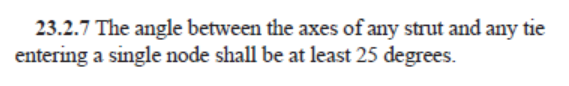 23.2.7 The angle between the axes of any strut and any tie
entering a single node shall be at least 25 degrees.